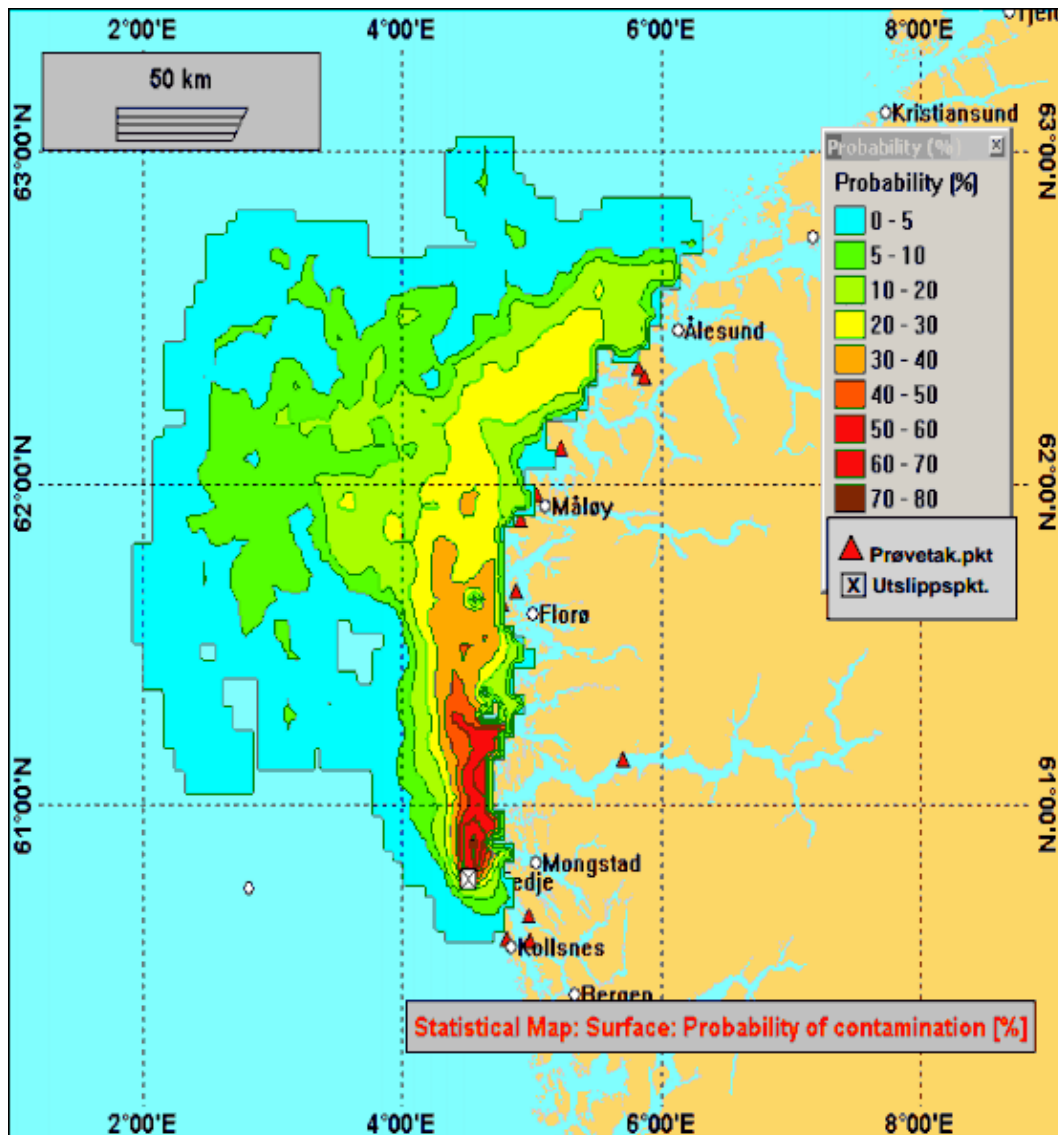 2°00'E 4°00'E 6°00'E 8°00'E
50 km
Kristiansund
63°00'N 63°00'N
Probability (%)
Probability (%)
0 - 5
5 - 10
10 - 20
20 - 30
30 - 40
40 - 50
50 - 60
60 - 70
70 - 80
Ålesund
62°00'N 62°00'N
Måløy
Prøvetak.pkt
X Utslippspkt.
Florø
61°00'N 61°00'N
Mongstad
edje
Kollsnes
Bergen
Statistical Map: Surface: Probability of contamination [%]
2°00'E 4°00'E 6°00'E 8°00'E